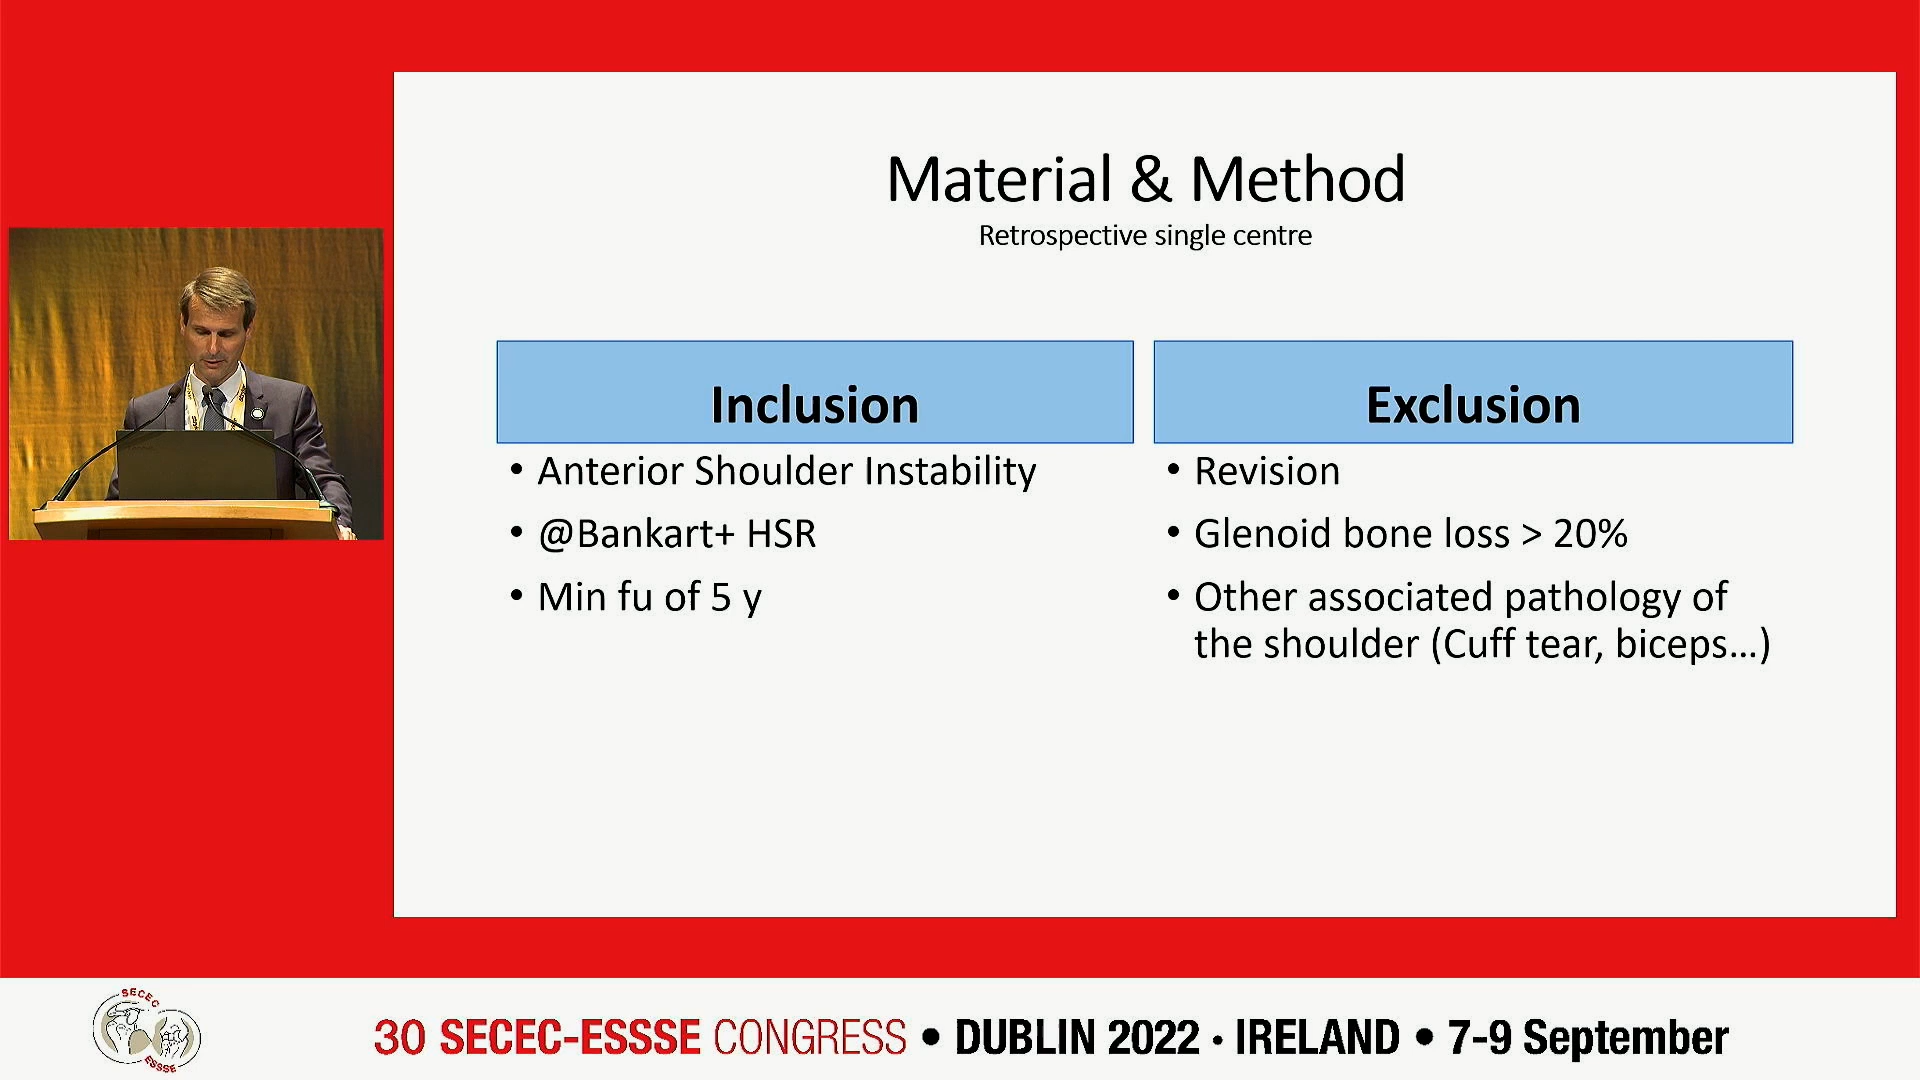 Material & Method
Retrospective single centre
Inclusion
• Anterior Shoulder Instability
• @Bankart+ HSR
• Min fu of 5 y
Exclusion
• Revision
• Glenoid bone loss > 20%
• Other associated pathology of
the shoulder (Cuff tear, biceps...)
SECEC
ESSSE
30 SECEC-ESSSE CONGRESS • DUBLIN 2022 • IRELAND • 7-9 September